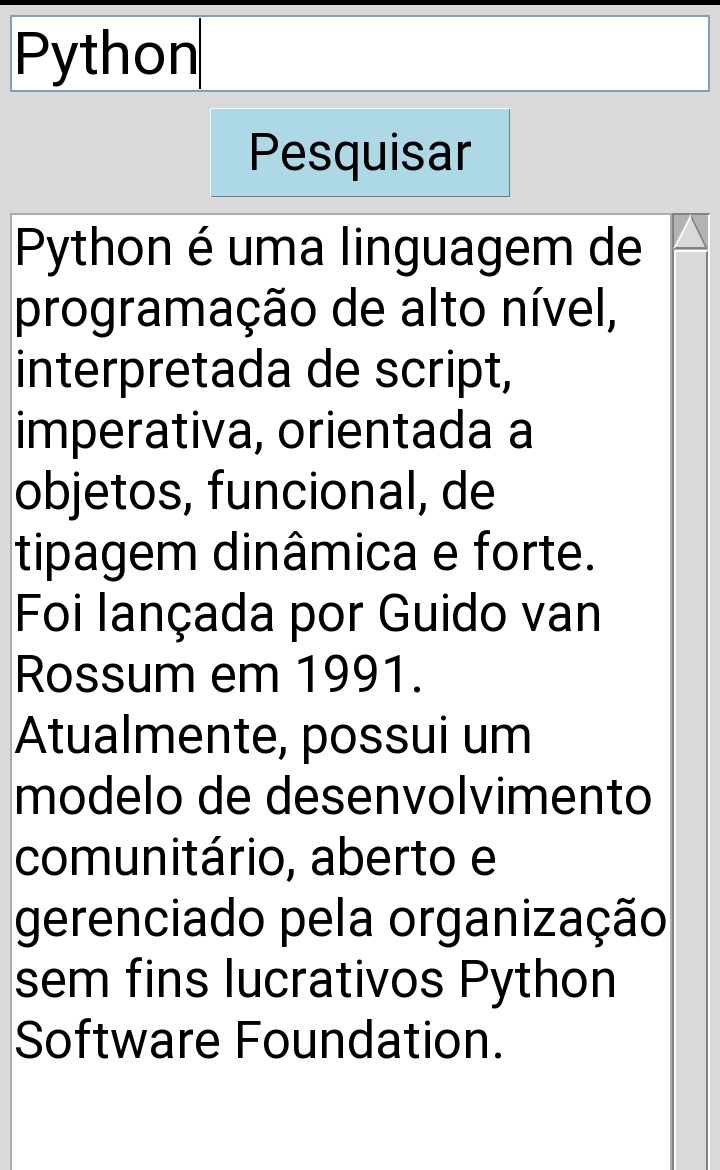 Python
Pesquisar
Python é uma linguagem de
programação de alto nível,
interpretada de script,
imperativa, orientada a
objetos, funcional, de
tipagem dinâmica e forte.
Foi lançada por Guido van
Rossum em 1991.
Atualmente, possui um
modelo de desenvolvimento
comunitário, aberto e
gerenciado pela organização
sem fins lucrativos Python
Software Foundation.